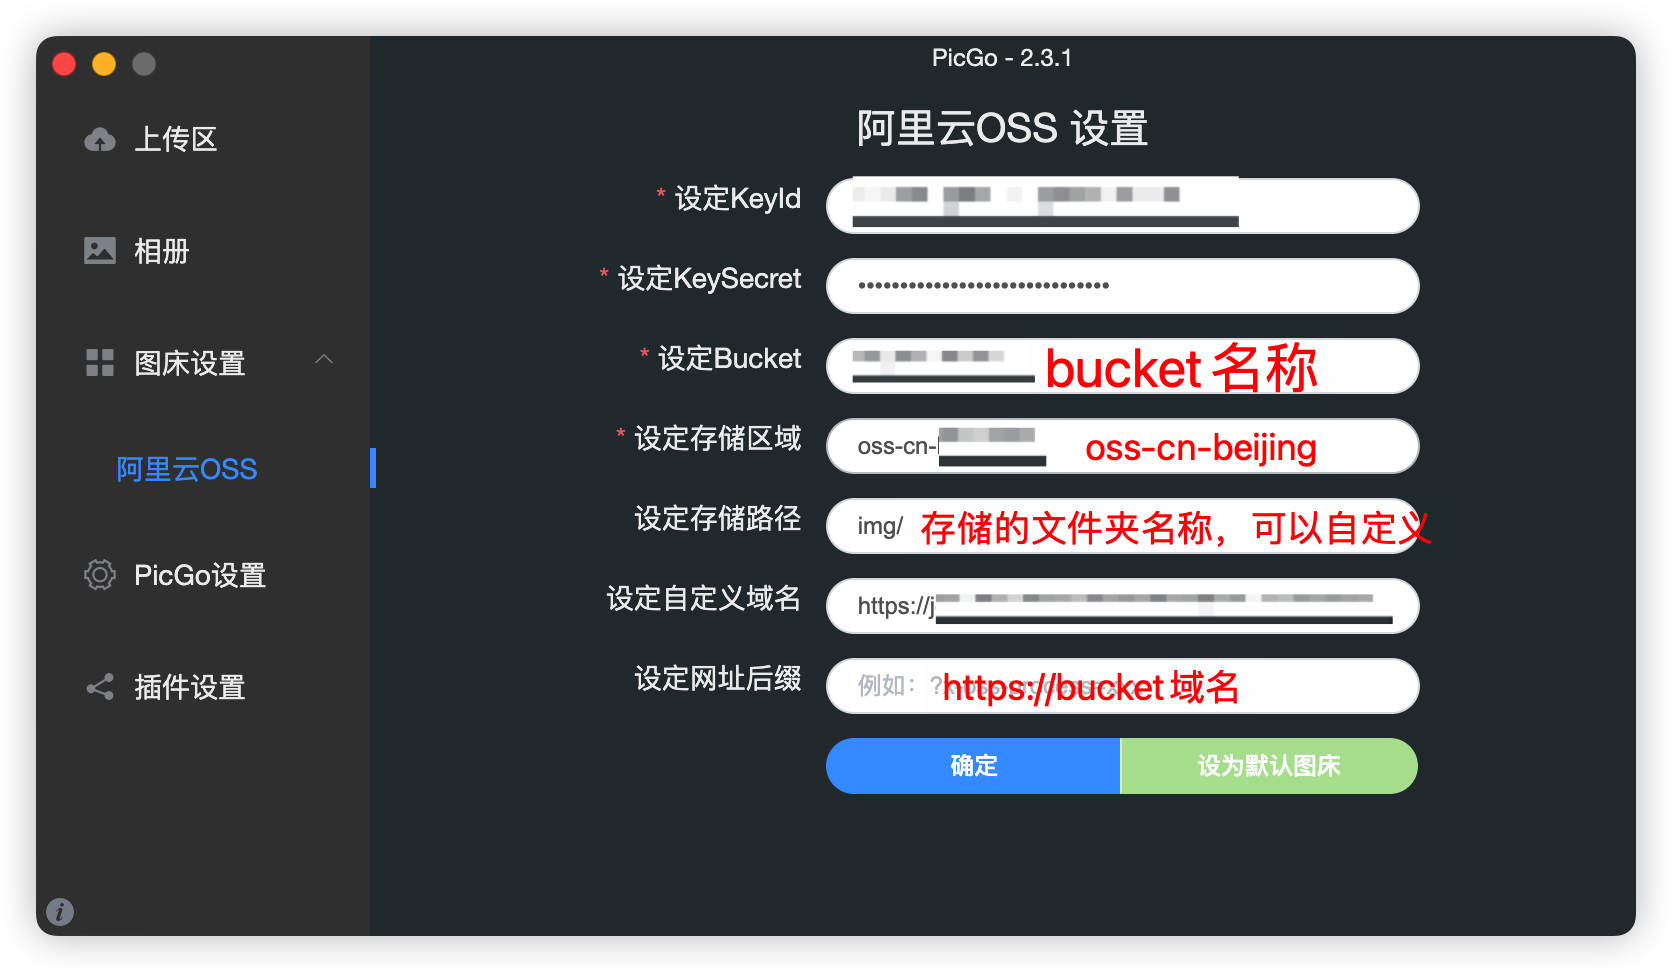 PicGo - 2.3.1
上传区
相册
图床设置
阿里云OSS
PicGo设置
插件设置
阿里云OSS 设置
* 设定KeyId
* 设定KeySecret
••••••••••••••••••••••••••••••
* 设定Bucket
bucket 名称
* 设定存储区域
oss-cn-
oss-cn-beijing
设定存储路径
img/
存储的文件夹名称，可以自定义
设定自定义域名
https://j
设定网址后缀
例如：?x-oss-process=xxx
https://bucket 域名
确定
设为默认图床